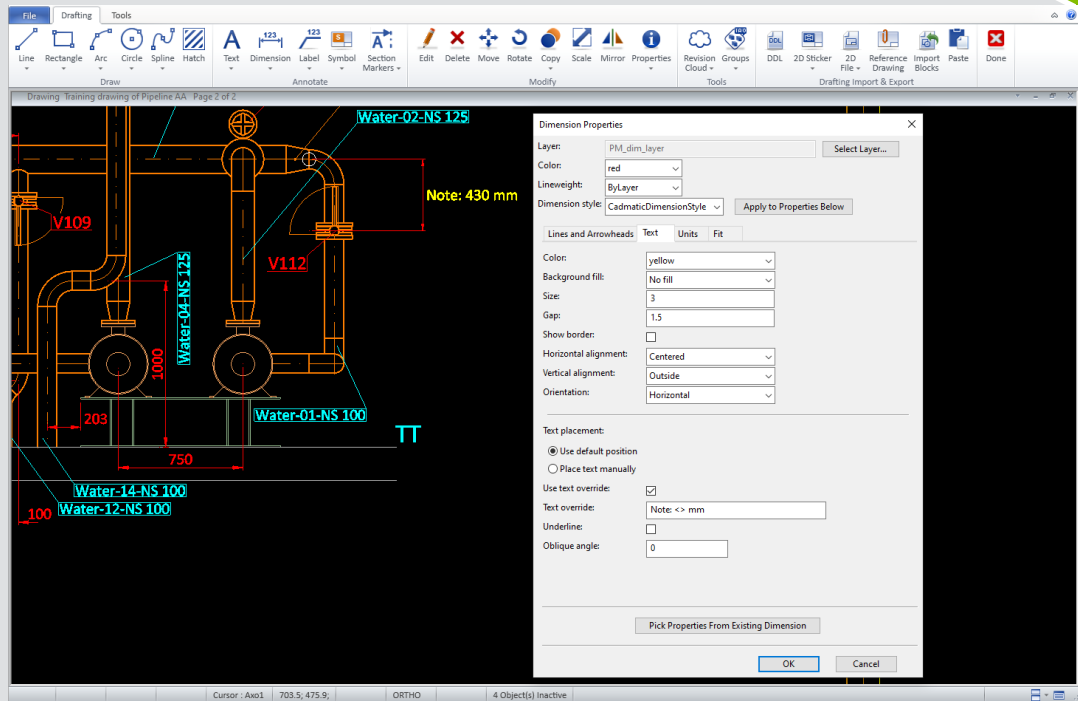 File Drafting Tools
Line Rectangle Arc Circle Spline Hatch Text Dimension Label Symbol Section Markers Edit Delete Move Rotate Copy Scale Mirror Properties Revision Cloud Groups DDL 2D Sticker 2D File Reference Drawing Import Blocks Paste Done
Draw Annotate Modify Tools Drafting Import & Export
Drawing Training drawing of Pipeline AA Page 2 of 2
Water-02-NS 125
Note: 430 mm
V109
V112
Water-04-NS 125
1000
203
Water-01-NS 100
TT
750
Water-14-NS 100
Water-12-NS 100
100
Dimension Properties
Layer: PM_dim_layer Select Layer...
Color: red
Lineweight: ByLayer
Dimension style: CadmaticDimensionStyle Apply to Properties Below
Lines and Arrowheads Text Units Fit
Color: yellow
Background fill: No fill
Size: 3
Gap: 1.5
Show border:
Horizontal alignment: Centered
Vertical alignment: Outside
Orientation: Horizontal
Text placement:
Use default position
Place text manually
Use text override:
Text override: Note: <> mm
Underline:
Oblique angle: 0
Pick Properties From Existing Dimension
OK Cancel
Cursor : Axo1 703.5; 475.9; ORTHO 4 Object(s) Inactive